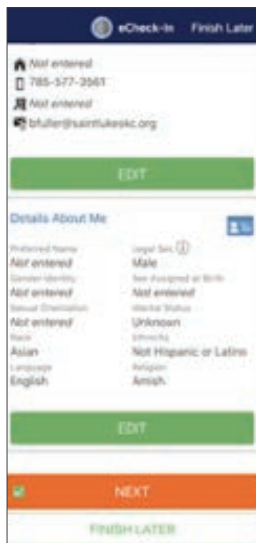 eCheck-In Finish Later
Not entered
785-577-3561
Not entered
bfuller@saintlukeskc.org
EDIT
Details About Me
Preferred Name Legal Sex
Not entered Male
Gender Identity Sex Assigned at Birth
Not entered Not entered
Sexual Orientation Marital Status
Not entered Unknown
Race Ethnicity
Asian Not Hispanic or Latino
Language Religion
English Amish
EDIT
NEXT
FINISH LATER